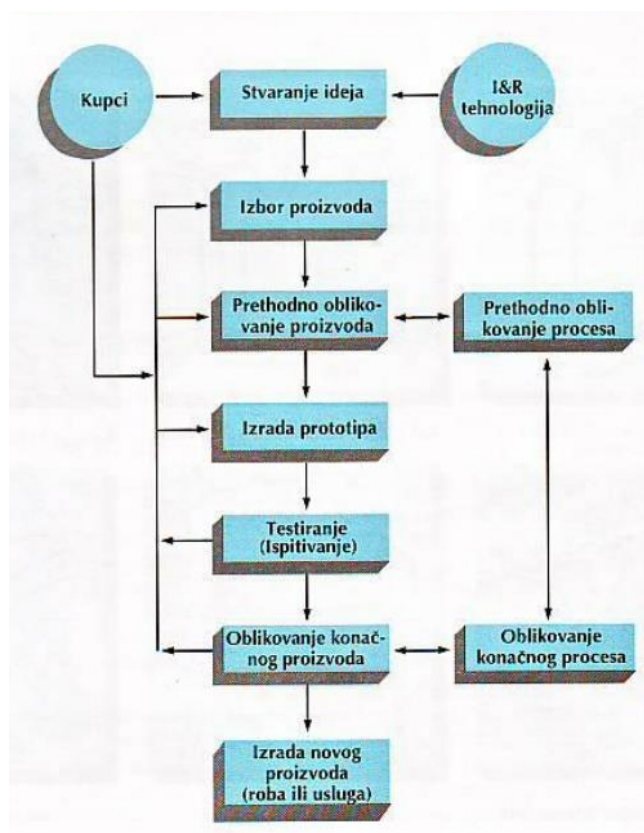 Kupci
Stvaranje ideja
I&R
tehnologija
Izbor proizvoda
Prethodno obliko-
vanje proizvoda
Prethodno obli-
kovanje procesa
Izrada prototipa
Testiranje
(Ispitivanje)
Oblikovanje konač-
nog proizvoda
Oblikovanje
konačnog procesa
Izrada novog
proizvoda
(roba ili usluga)